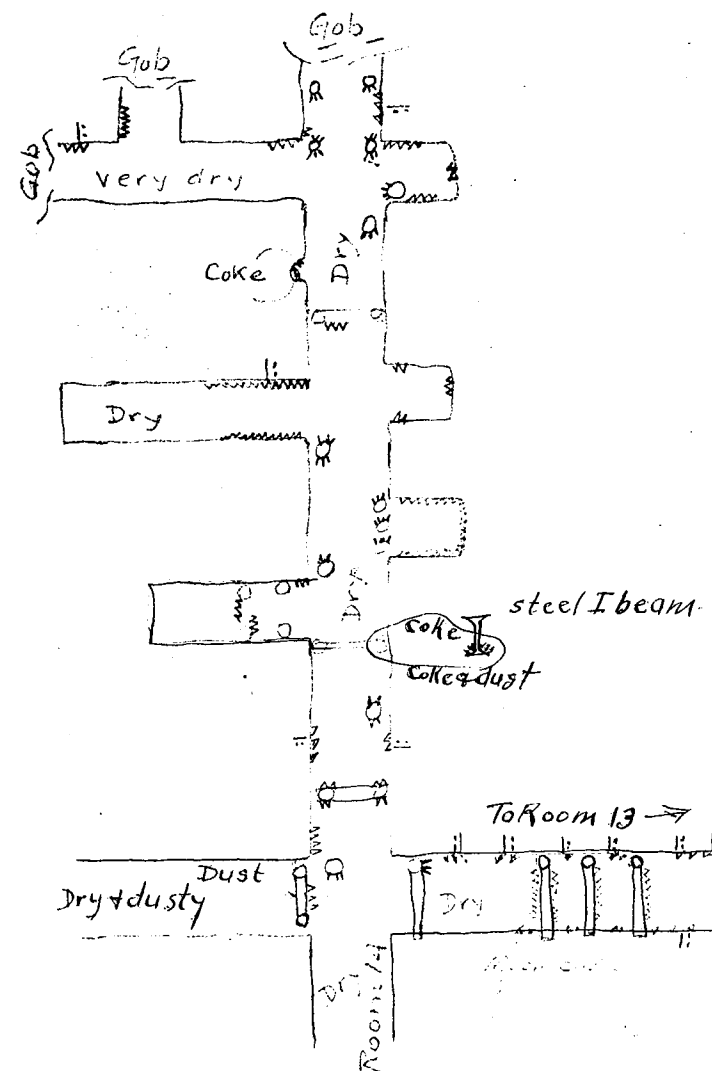 Gob
Gob
Gob
very dry
Coke
Dry
Dry
Dry
steel I beam
coke
coke & dust
To Room 13
Dust
Dry & dusty
Dry
Dry
Room 14